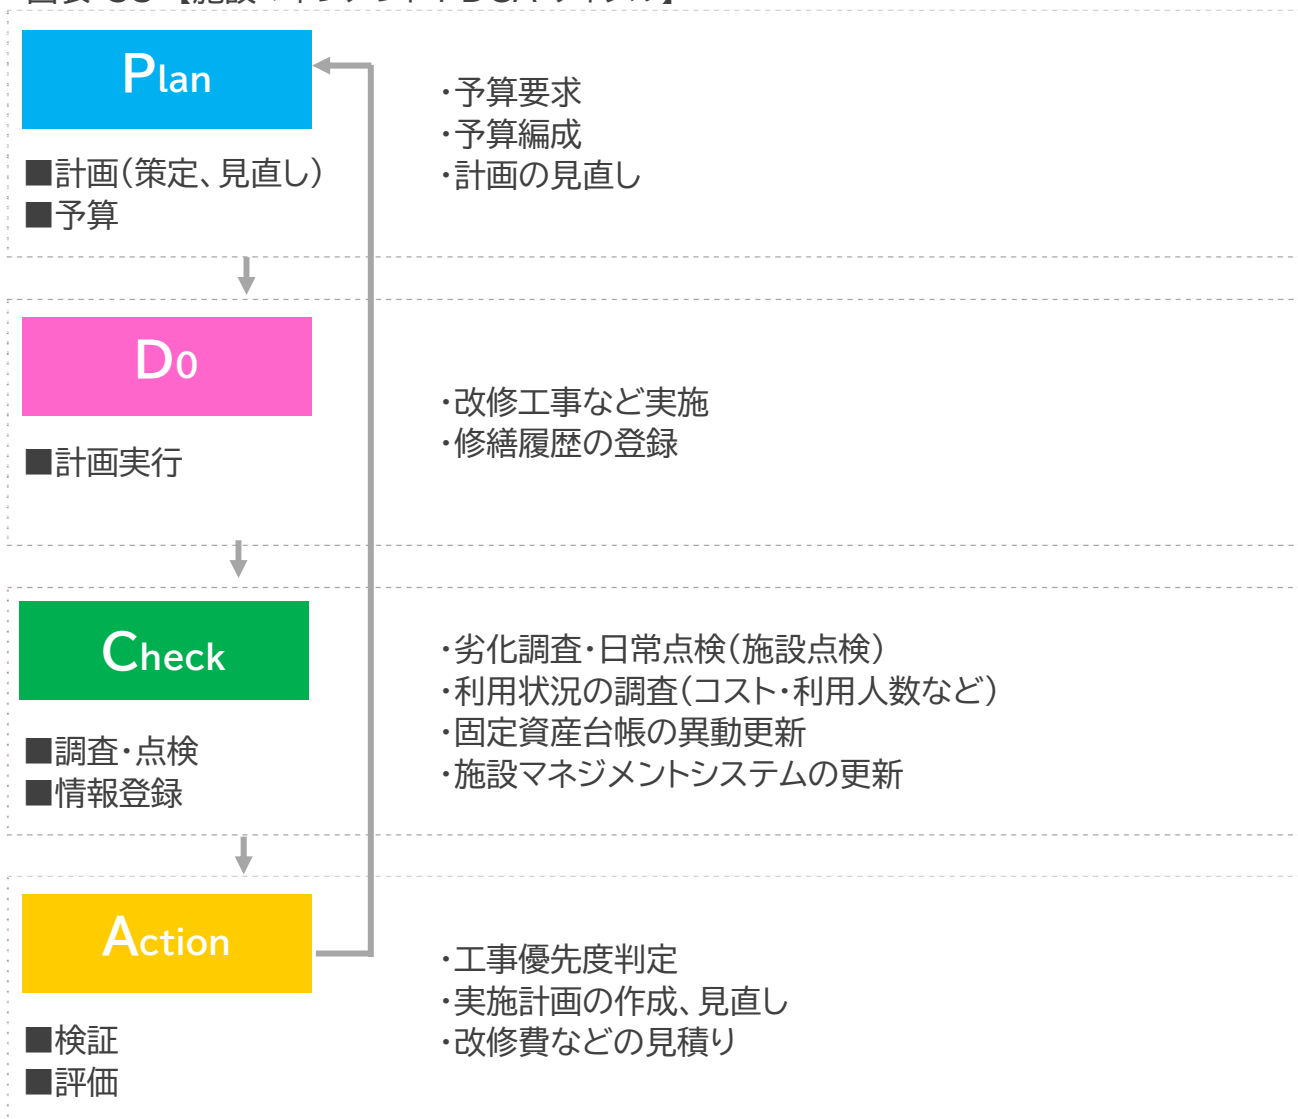 Plan
■計画(策定、見直し)
■予算
・予算要求
・予算編成
・計画の見直し
D0
■計画実行
・改修工事など実施
・修繕履歴の登録
Check
■調査・点検
■情報登録
・劣化調査・日常点検(施設点検)
・利用状況の調査(コスト・利用人数など)
・固定資産台帳の異動更新
・施設マネジメントシステムの更新
Action
■検証
■評価
・工事優先度判定
・実施計画の作成、見直し
・改修費などの見積り